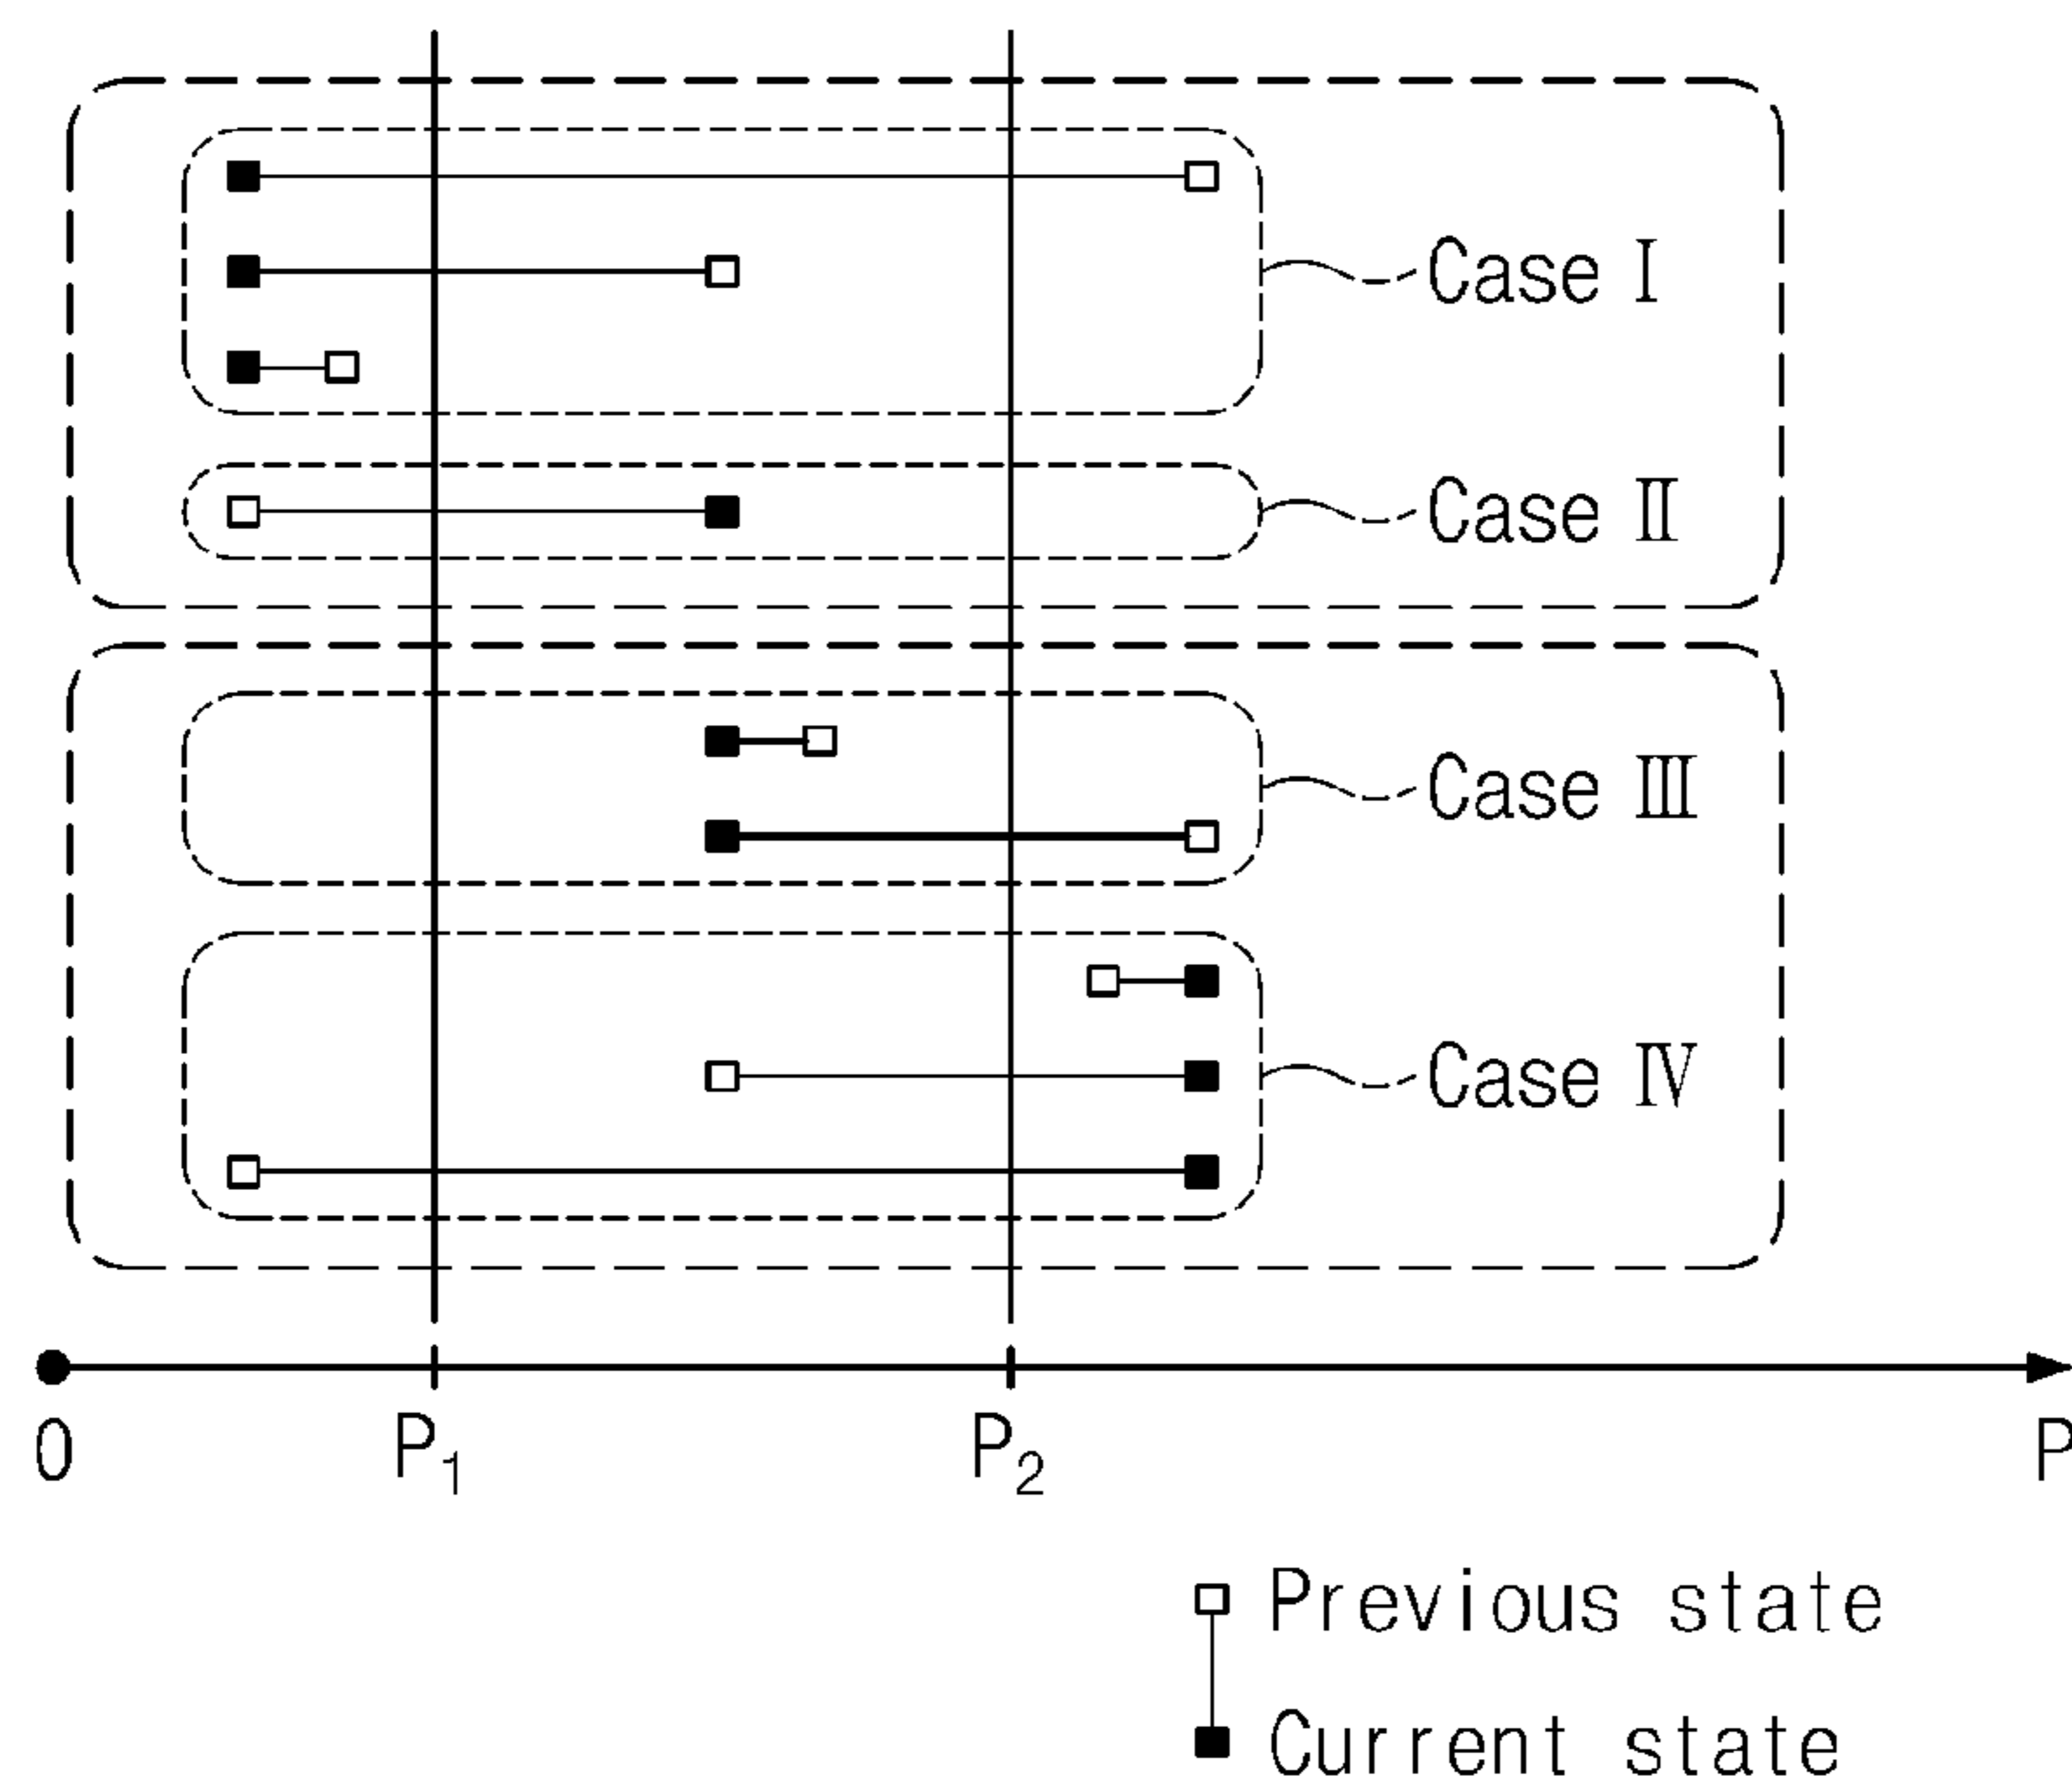 Case Ⅰ
Case Ⅱ
Case Ⅲ
Case Ⅳ
0 P₁ P₂ P
Previous state
Current state